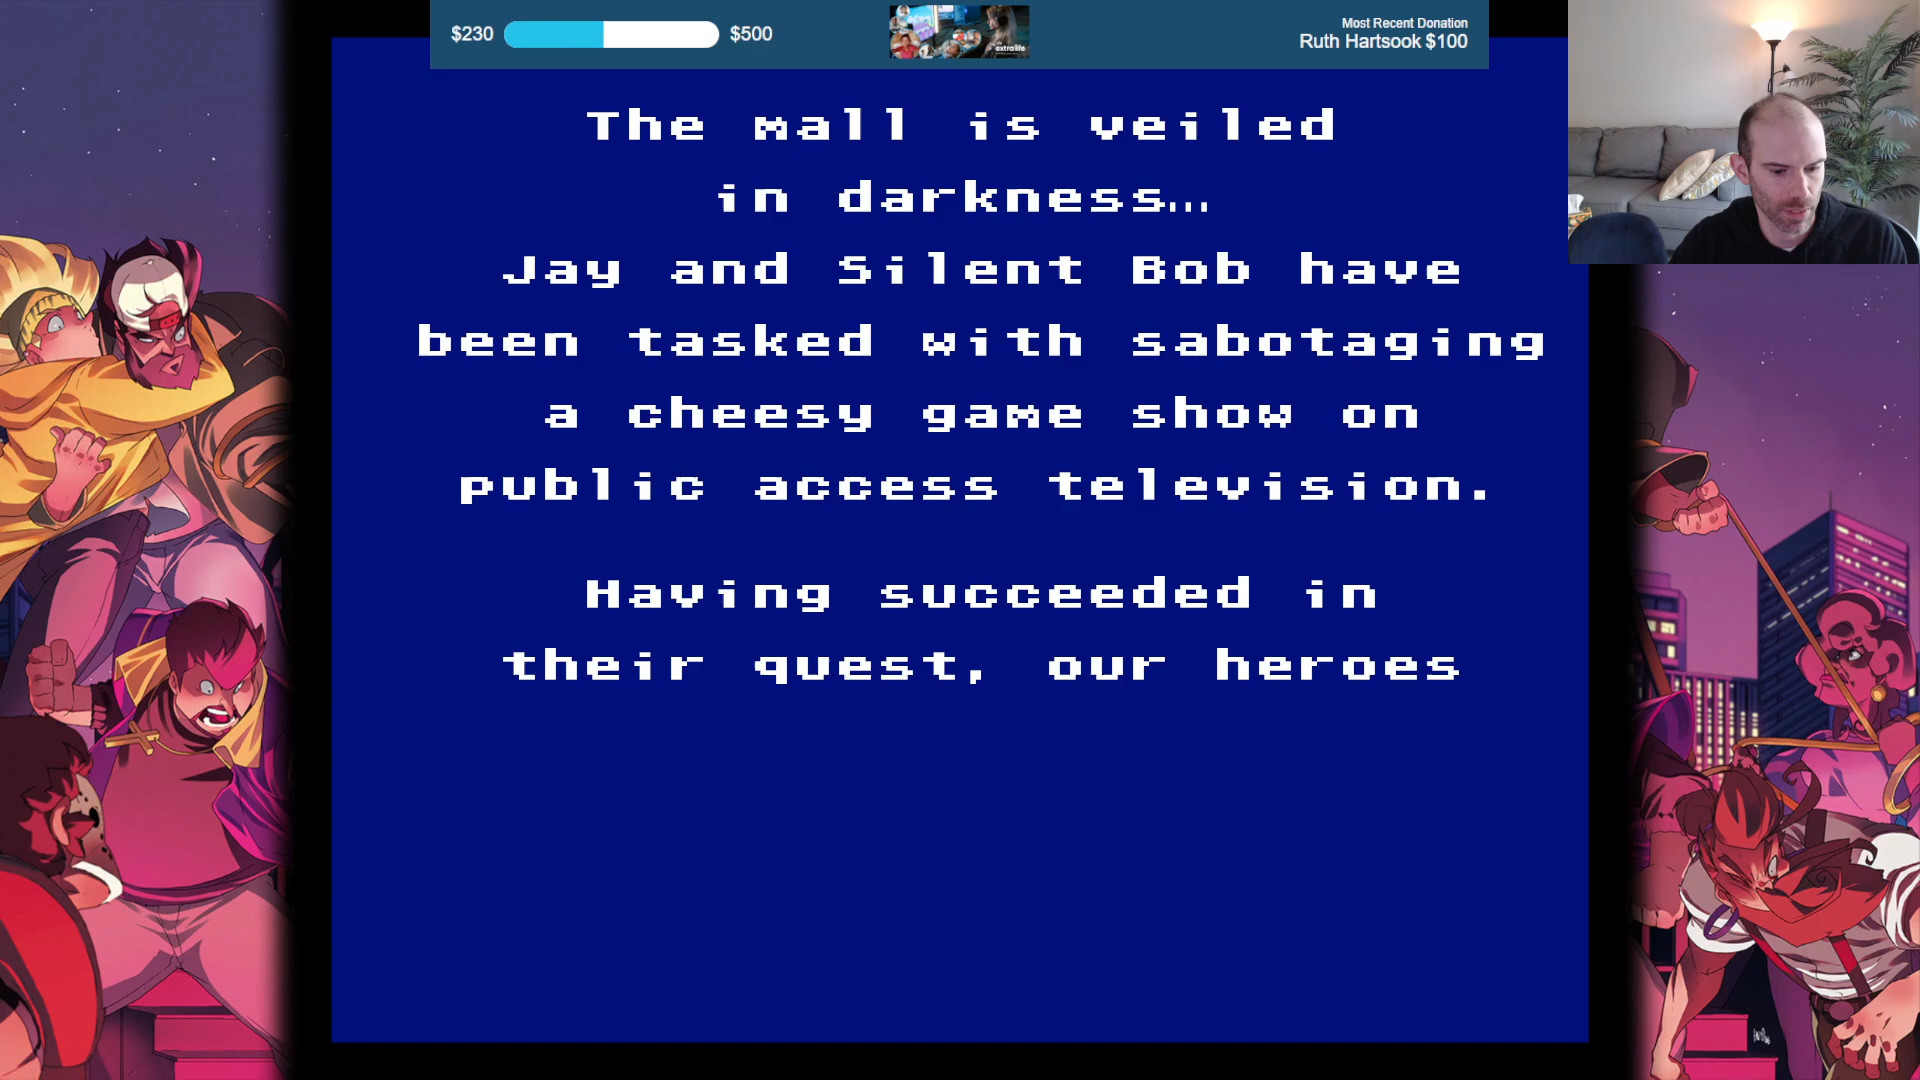 $230
$500
extralife
Most Recent Donation
Ruth Hartsook $100
The mall is veiled
in darkness...
Jay and Silent Bob have
been tasked with sabotaging
a cheesy game show on
public access television.
Having succeeded in
their quest, our heroes